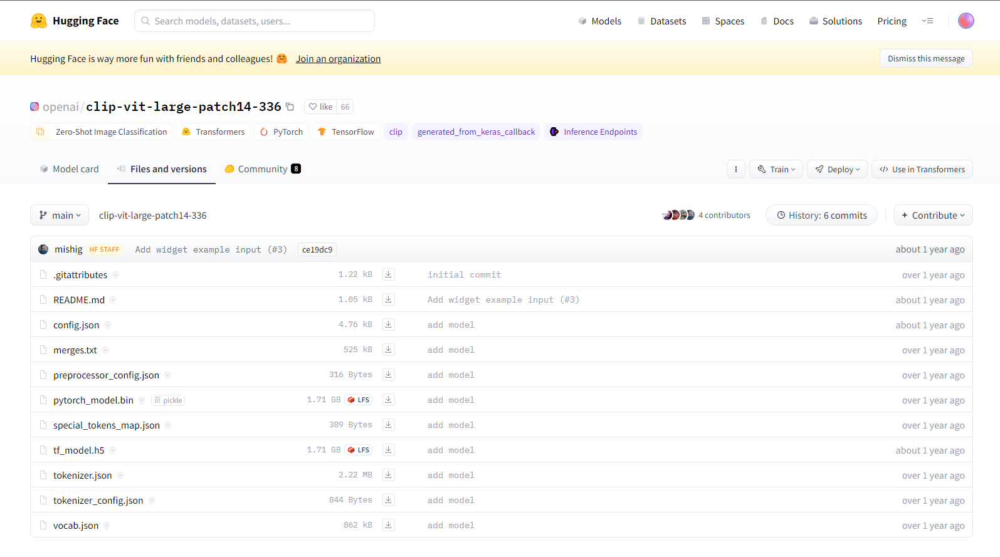 Hugging Face Search models, datasets, users... Models Datasets Spaces Docs Solutions Pricing
Hugging Face is way more fun with friends and colleagues! 🤗 Join an organization Dismiss this message
openai/clip-vit-large-patch14-336 like 66
Zero-Shot Image Classification Transformers PyTorch TensorFlow clip generated_from_keras_callback Inference Endpoints
Model card Files and versions Community 8 Train Deploy </> Use in Transformers
main clip-vit-large-patch14-336 4 contributors History: 6 commits + Contribute
mishig HF STAFF Add widget example input (#3) ce19dc9 about 1 year ago
.gitattributes 1.22 kB initial commit over 1 year ago
README.md 1.05 kB Add widget example input (#3) about 1 year ago
config.json 4.76 kB add model about 1 year ago
merges.txt 525 kB add model over 1 year ago
preprocessor_config.json 316 Bytes add model over 1 year ago
pytorch_model.bin pickle 1.71 GB LFS add model over 1 year ago
special_tokens_map.json 389 Bytes add model over 1 year ago
tf_model.h5 1.71 GB LFS add model about 1 year ago
tokenizer.json 2.22 MB add model over 1 year ago
tokenizer_config.json 844 Bytes add model over 1 year ago
vocab.json 862 kB add model over 1 year ago